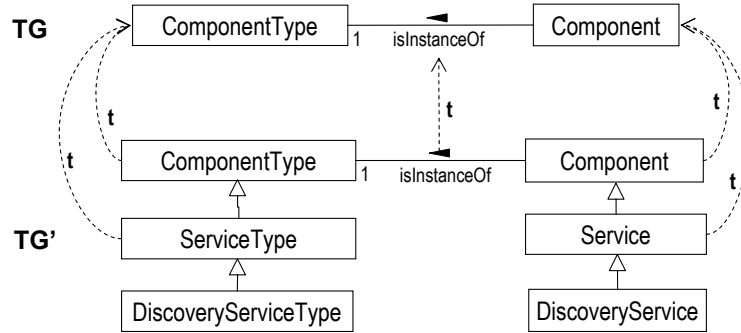 TG ComponentType 1 isInstanceOf Component
t t t
t ComponentType 1 isInstanceOf Component t
TG’ ServiceType Service
DiscoveryServiceType DiscoveryService